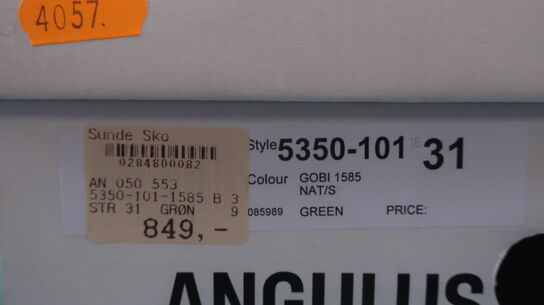 4057.
Sunde Sko
0284800082
AN 050 553
5350-101-1585 B 3
STR 31 GRØN 9
849,-
Style 5350-101 16 31
Colour GOBI 1585
NAT/S
085989 GREEN PRICE:
ANGULUS